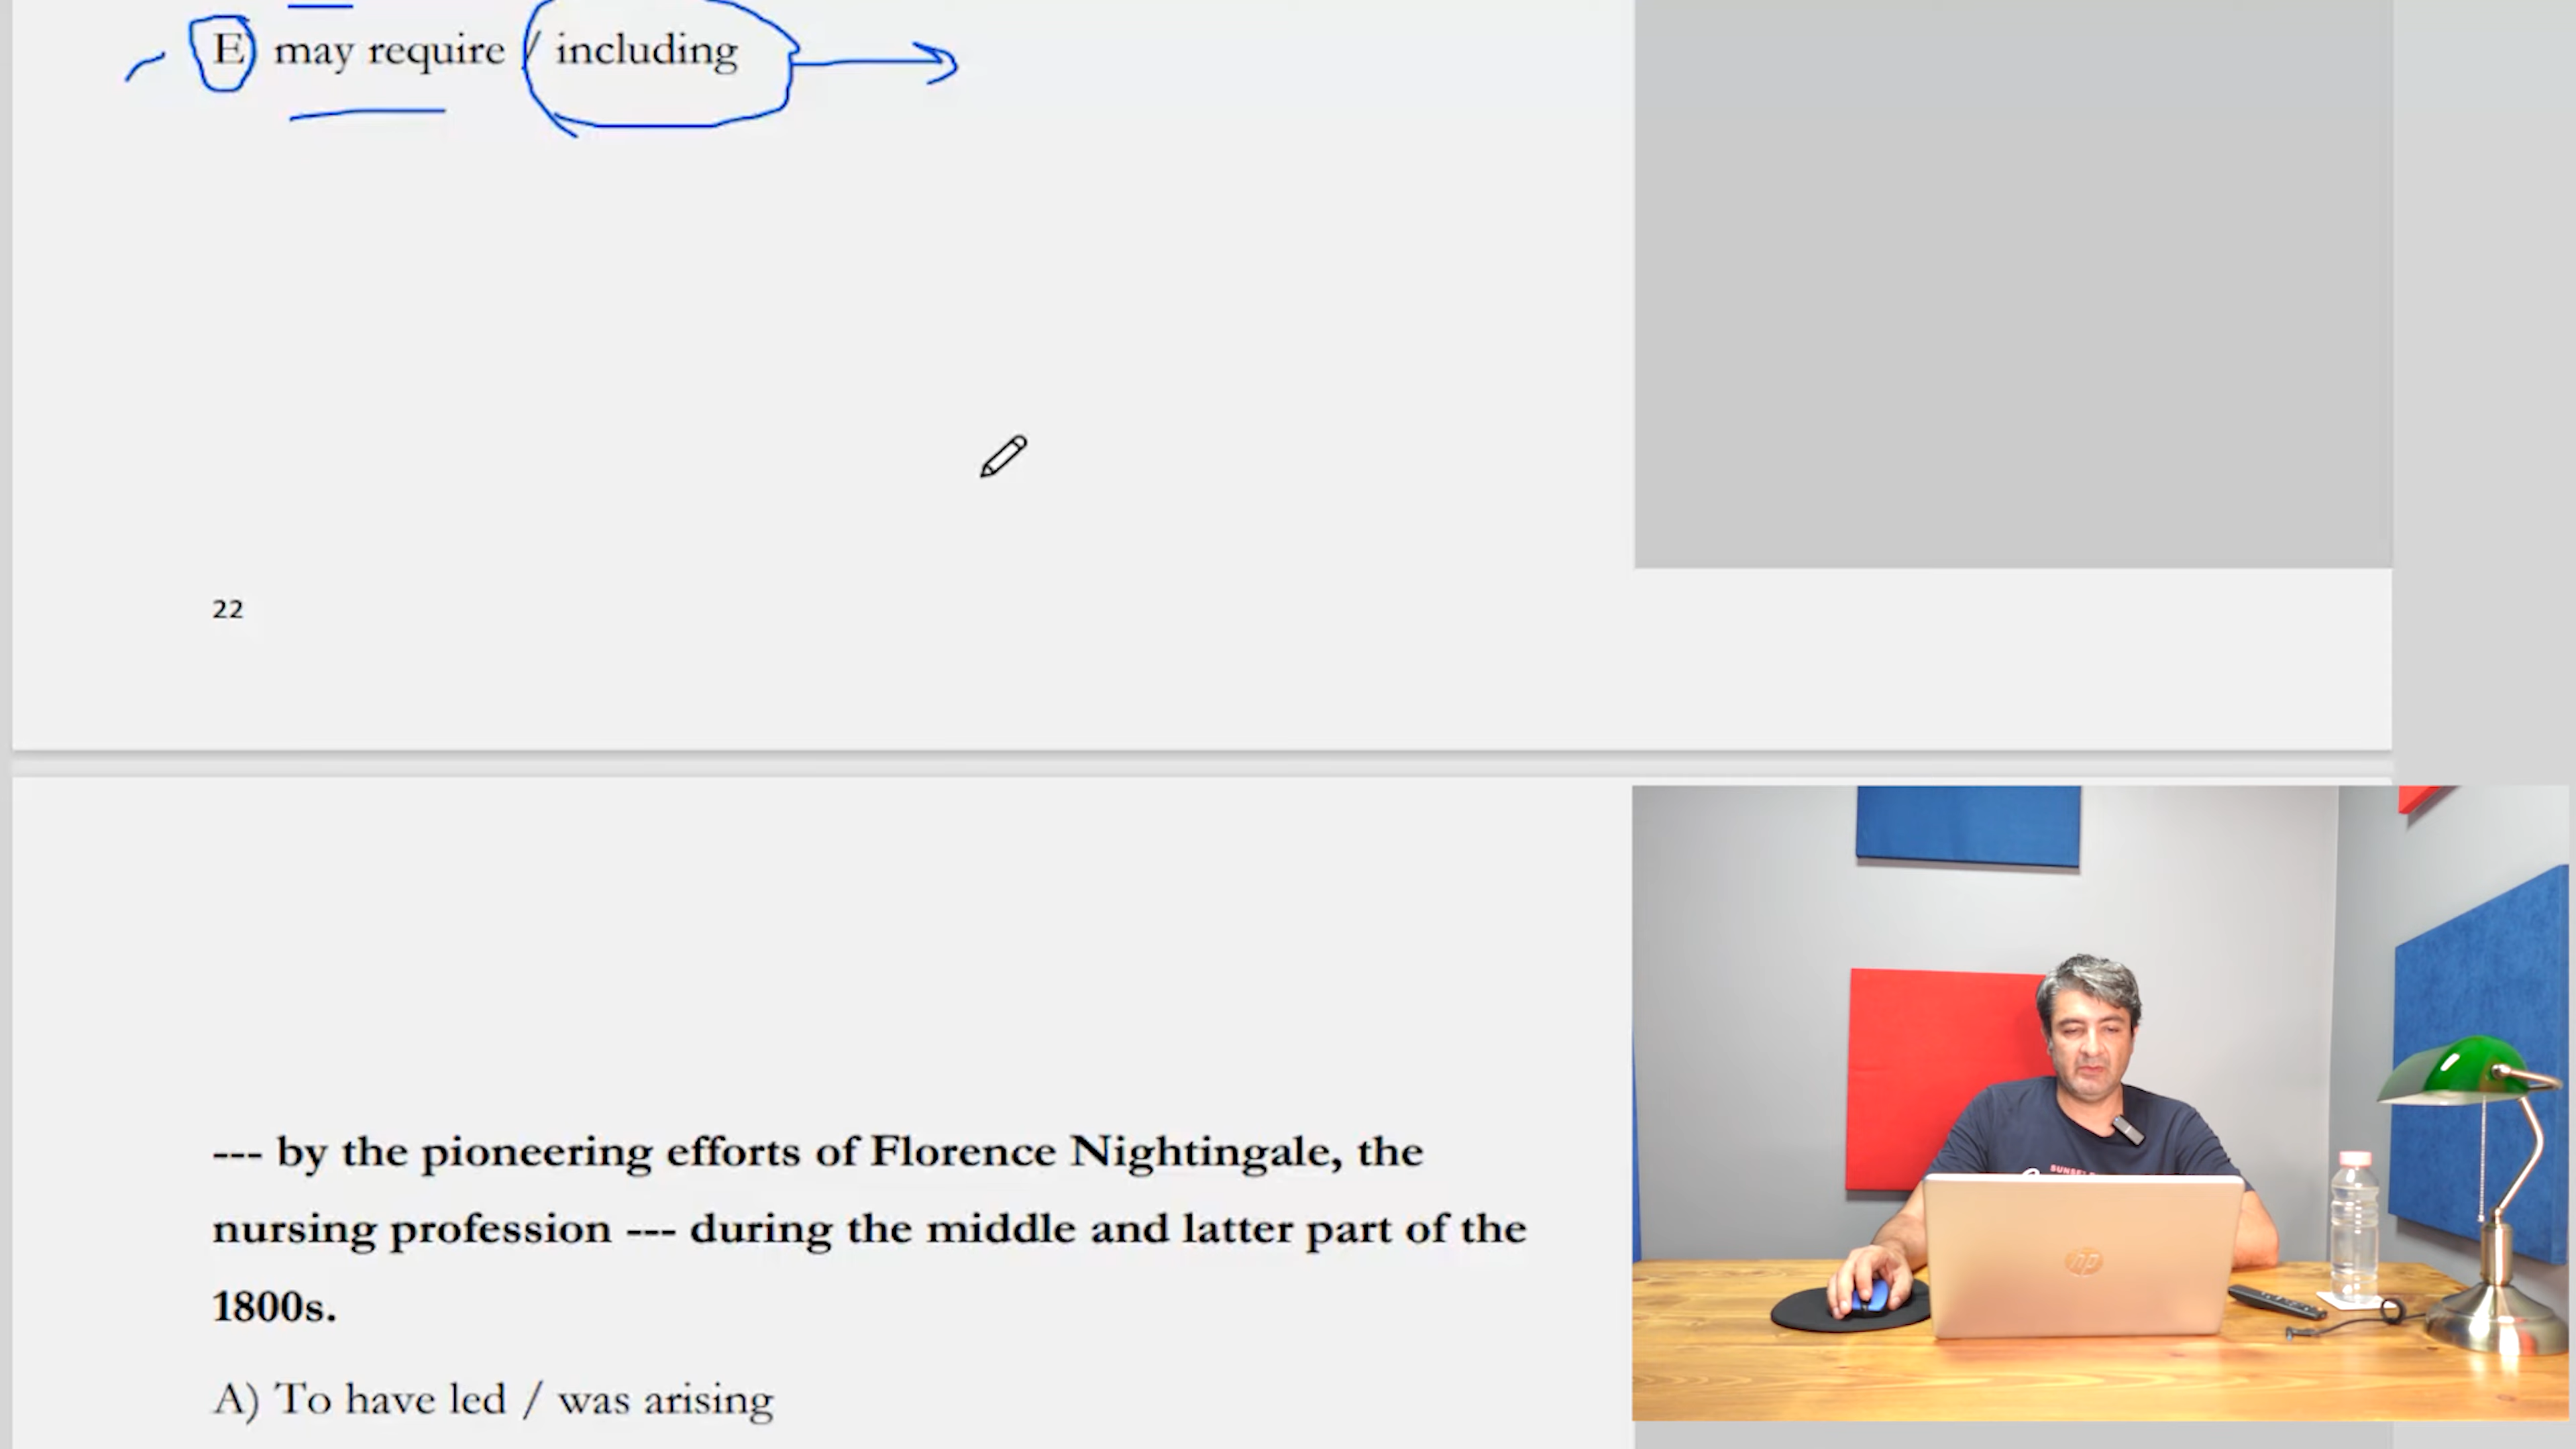 E) may require / including
22
--- by the pioneering efforts of Florence Nightingale, the
nursing profession --- during the middle and latter part of the
1800s.
A) To have led / was arising
hp